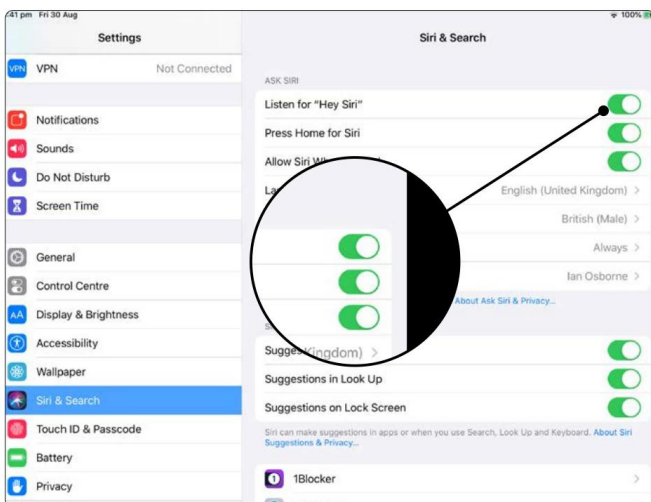 :41 pm Fri 30 Aug
100%
Settings
VPN
VPN
Not Connected
Notifications
Sounds
Do Not Disturb
Screen Time
General
Control Centre
AA
Display & Brightness
Accessibility
Wallpaper
Siri & Search
Touch ID & Passcode
Battery
Privacy
Siri & Search
ASK SIRI
Listen for “Hey Siri”
Press Home for Siri
Allow Siri
English (United Kingdom) >
British (Male) >
Always >
Ian Osborne >
About Ask Siri & Privacy...
Kingdom) >
Suggestions in Look Up
Suggestions on Lock Screen
Siri can make suggestions in apps or when you use Search, Look Up and Keyboard. About Siri
Suggestions & Privacy...
1
1Blocker >